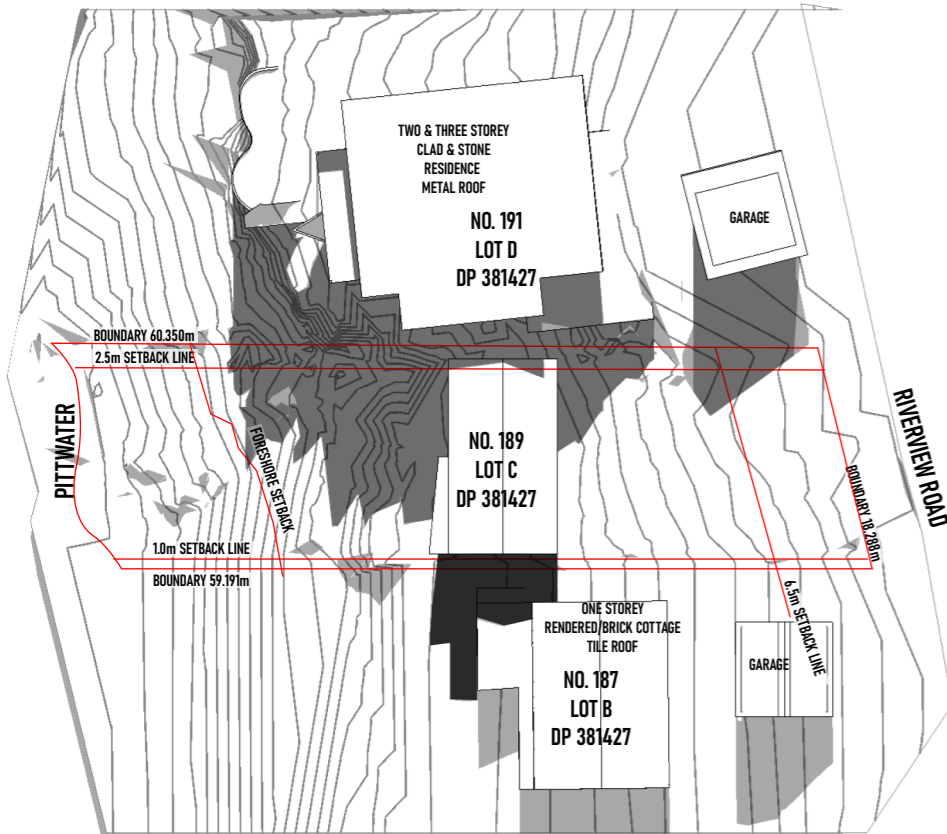 TWO & THREE STOREY
CLAD & STONE
RESIDENCE
METAL ROOF
NO. 191
LOT D
DP 381427
GARAGE
BOUNDARY 60.350m
2.5m SETBACK LINE
PITTWATER
FORESHORE SETBACK
NO. 189
LOT C
DP 381427
RIVERVIEW ROAD
BOUNDARY 18.288m
1.0m SETBACK LINE
BOUNDARY 59.191m
6.5m SETBACK LINE
ONE STOREY
RENDERED/BRICK COTTAGE
TILE ROOF
NO. 187
LOT B
DP 381427
GARAGE